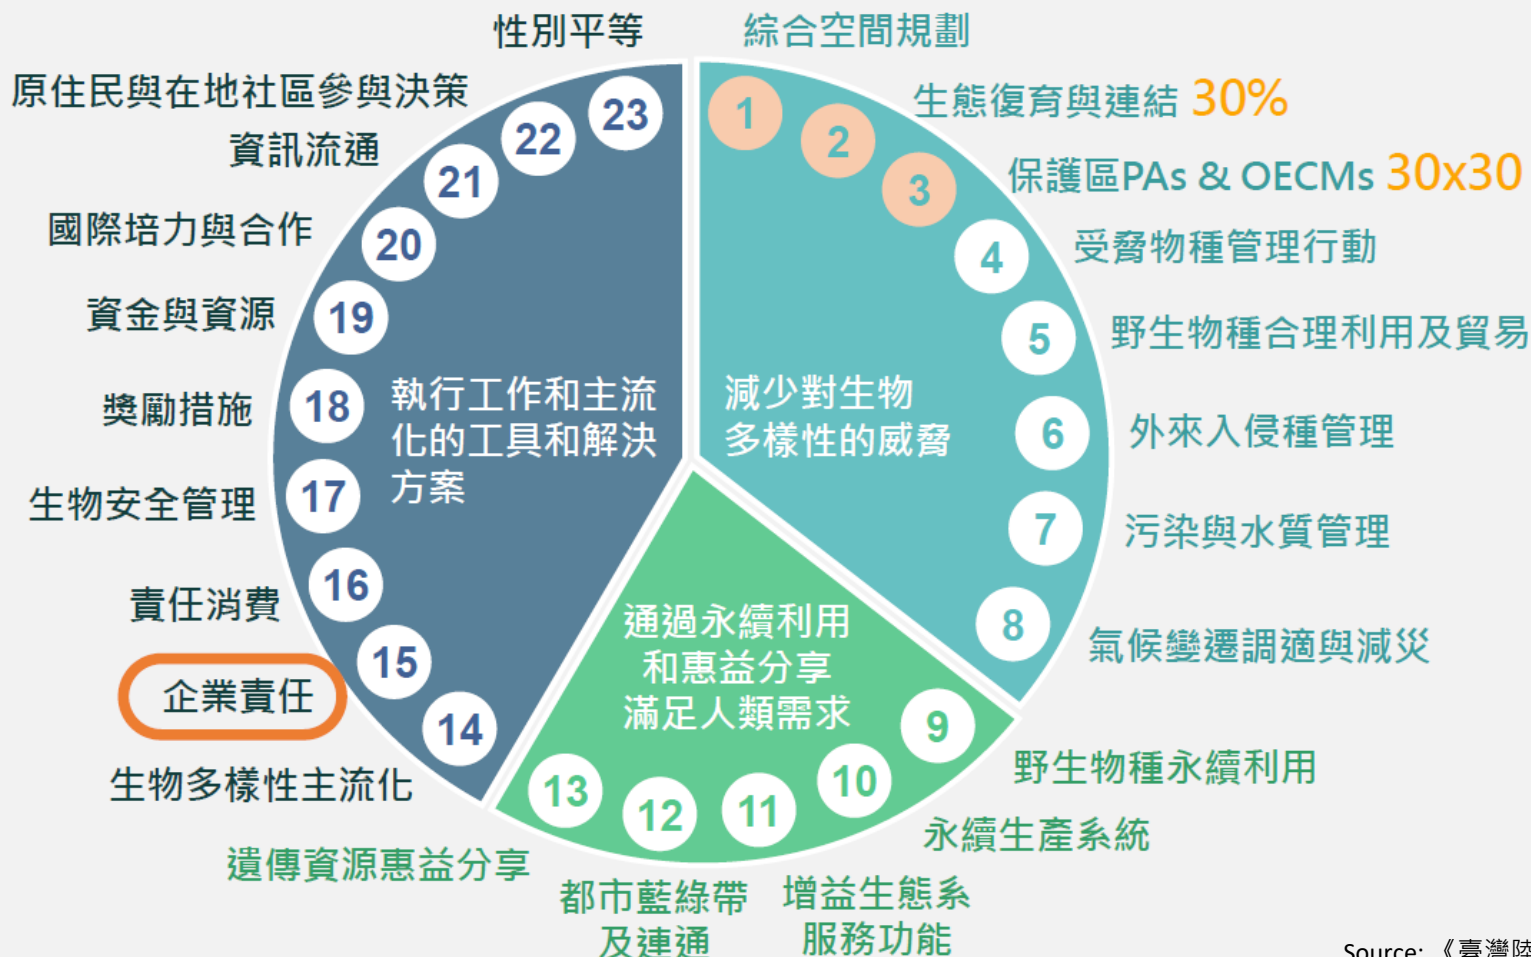 性別平等
綜合空間規劃
原住民與在地社區參與決策
生態復育與連結 30%
資訊流通
保護區PAs & OECMs 30x30
國際培力與合作
受脅物種管理行動
資金與資源
野生物種合理利用及貿易
獎勵措施
外來入侵種管理
生物安全管理
污染與水質管理
責任消費
氣候變遷調適與減災
企業責任
生物多樣性主流化
野生物種永續利用
遺傳資源惠益分享
永續生產系統
都市藍綠帶
及連通
增益生態系
服務功能
1
2
3
4
5
6
7
8
9
10
11
12
13
14
15
16
17
18
19
20
21
22
23
執行工作和主流
化的工具和解決
方案
減少對生物
多樣性的威脅
通過永續利用
和惠益分享
滿足人類需求
Source: 《臺灣陸